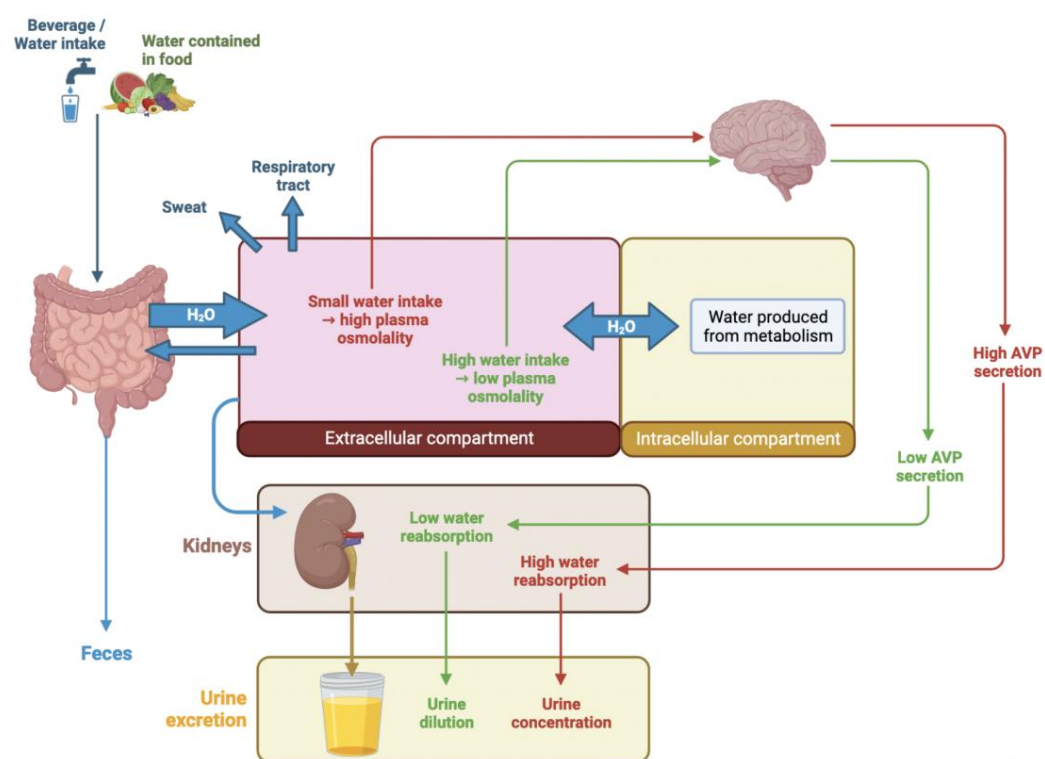 Beverage /
Water intake
Water contained
in food
Respiratory
tract
Sweat
H₂O
Small water intake
→ high plasma
osmolality
High water intake
→ low plasma
osmolality
H₂O
Water produced
from metabolism
High AVP
secretion
Extracellular compartment
Intracellular compartment
Low AVP
secretion
Kidneys
Low water
reabsorption
High water
reabsorption
Feces
Urine
excretion
Urine
dilution
Urine
concentration